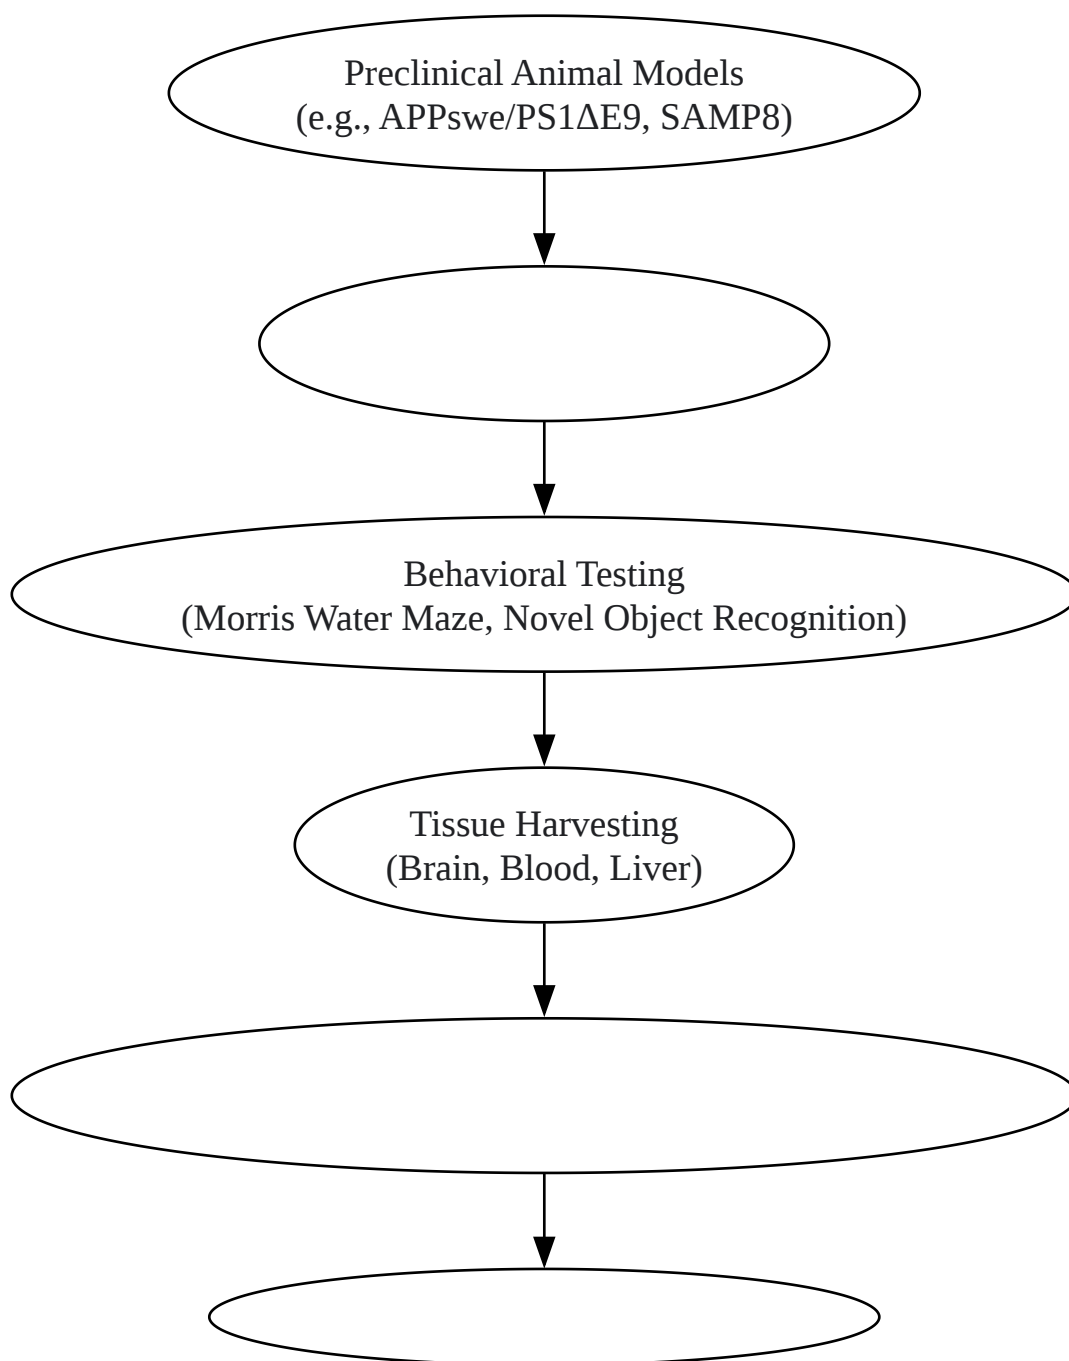 Preclinical Animal Models
(e.g., APPswe/PS1ΔE9, SAMP8)
Behavioral Testing
(Morris Water Maze, Novel Object Recognition)
Tissue Harvesting
(Brain, Blood, Liver)